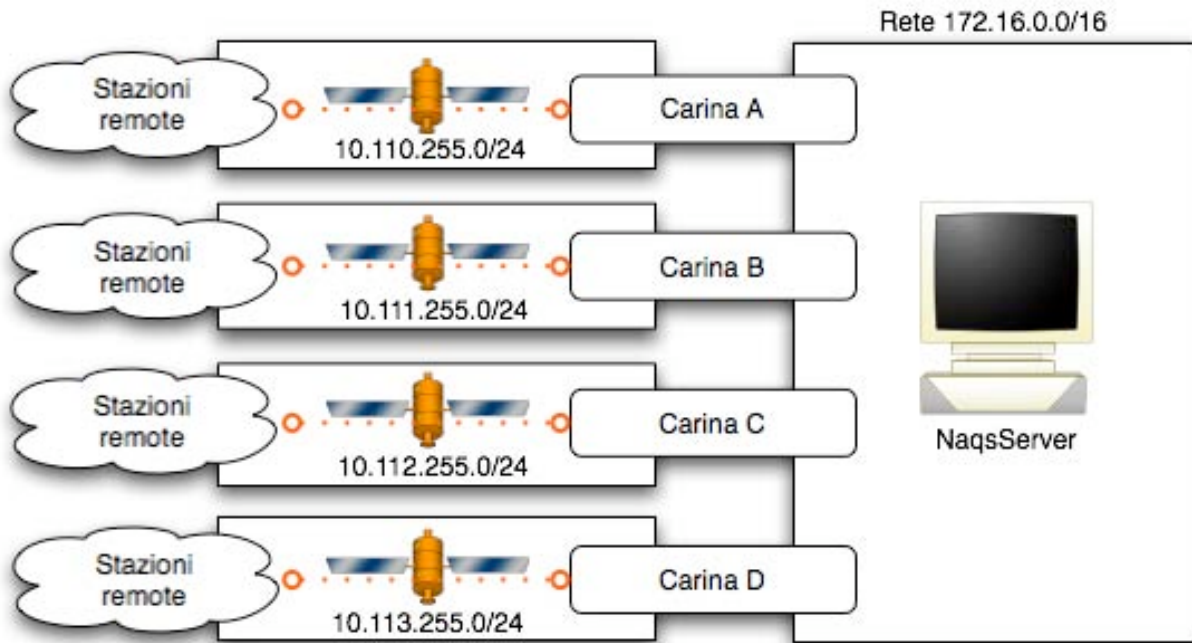 Rete 172.16.0.0/16
Stazioni
remote
10.110.255.0/24
Carina A
Stazioni
remote
10.111.255.0/24
Carina B
Stazioni
remote
10.112.255.0/24
Carina C
NaqsServer
Stazioni
remote
10.113.255.0/24
Carina D